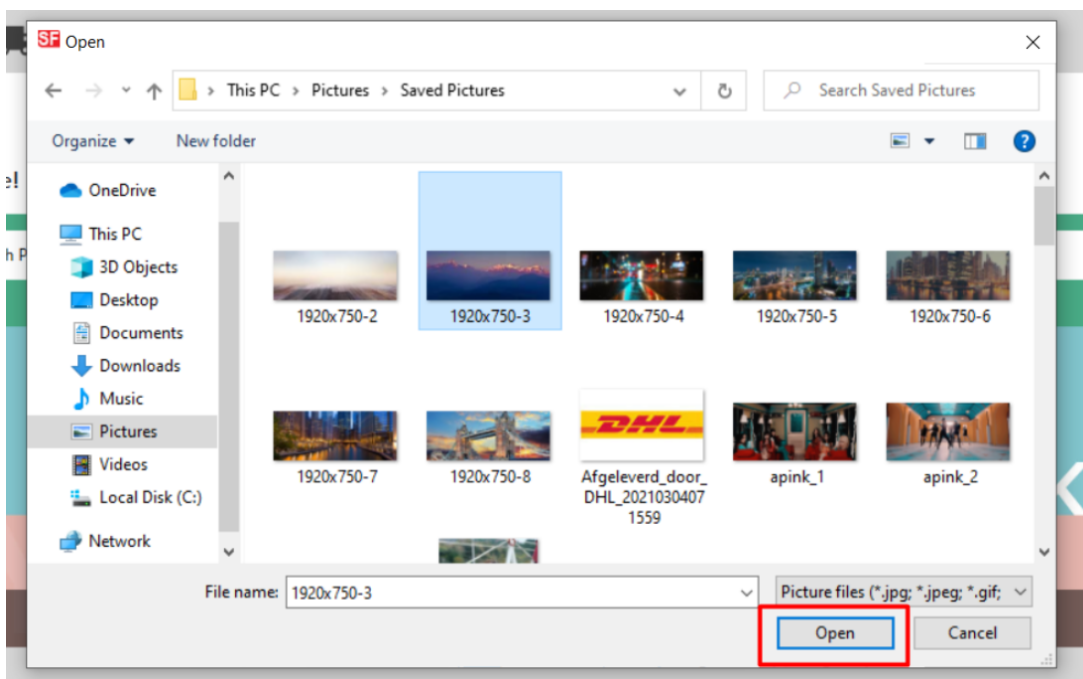 SF Open
This PC > Pictures > Saved Pictures
Search Saved Pictures
Organize
New folder
e!
h P
OneDrive
This PC
3D Objects
Desktop
Documents
Downloads
Music
Pictures
Videos
Local Disk (C:)
Network
1920x750-2
1920x750-3
1920x750-4
1920x750-5
1920x750-6
1920x750-7
1920x750-8
DHL
Afgeleverd_door_
DHL_2021030407
1559
apink_1
apink_2
File name:
1920x750-3
Picture files (*.jpg; *.jpeg; *.gif;
Open
Cancel